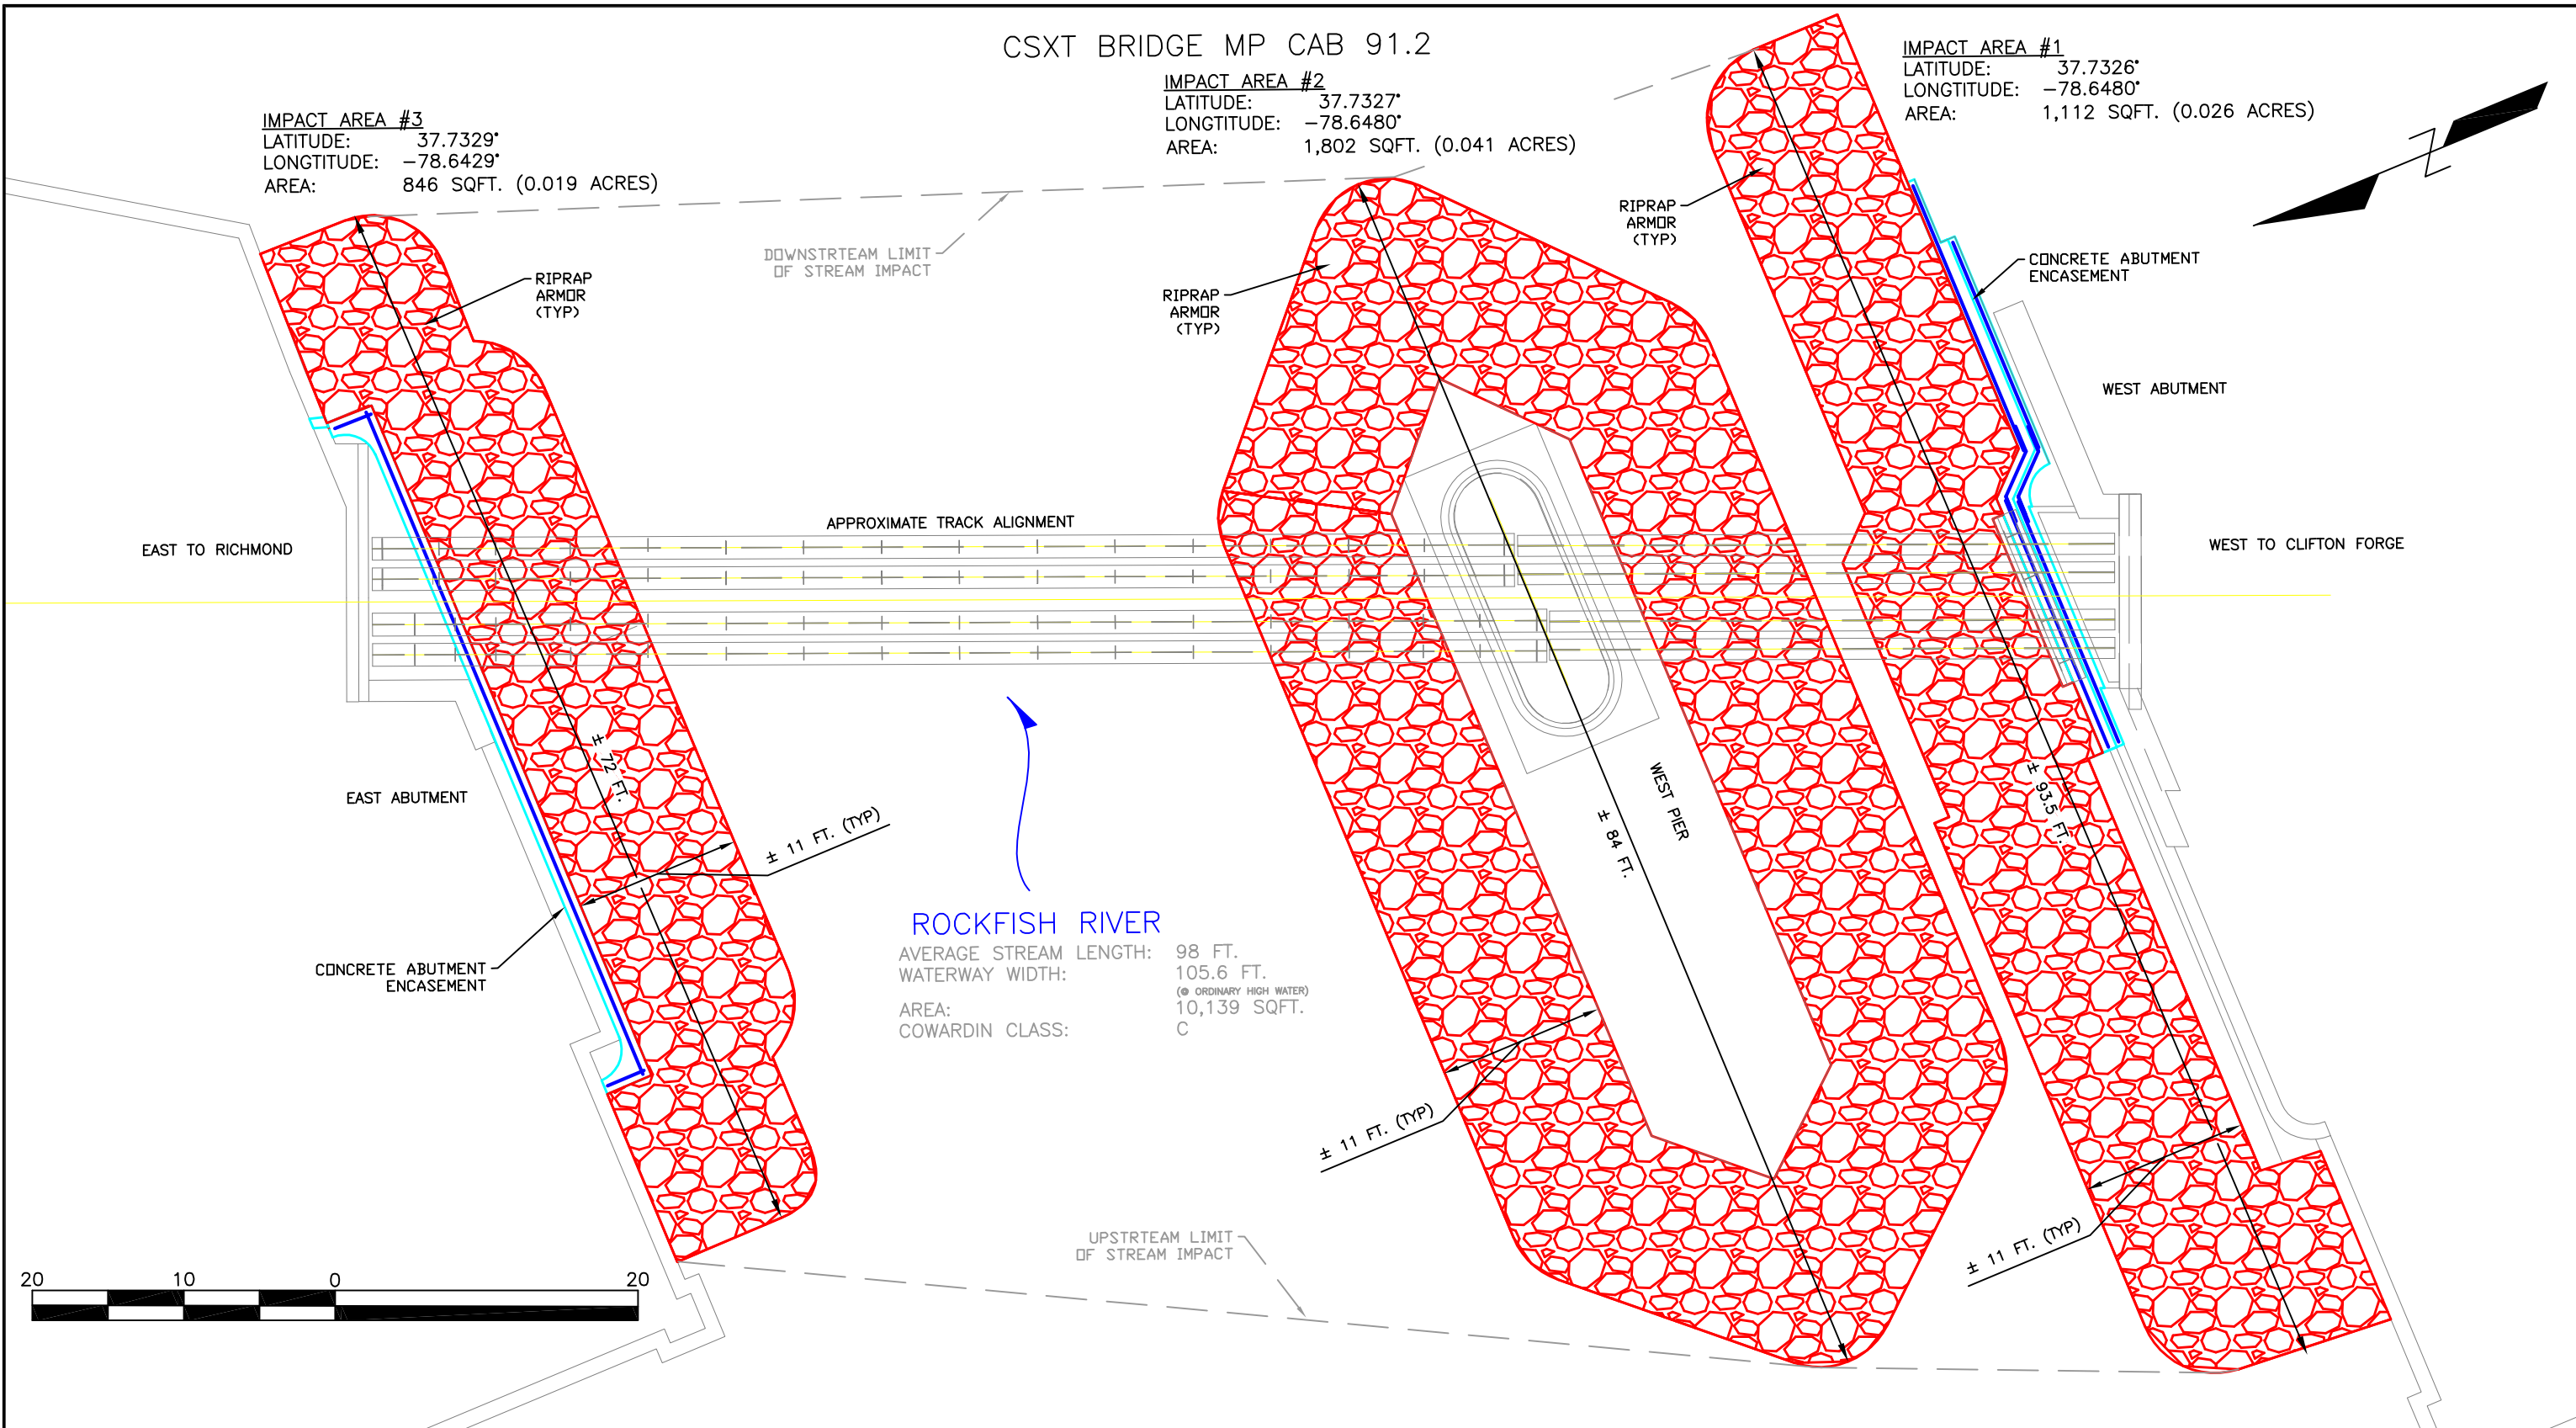 CSXT BRIDGE MP CAB 91.2
IMPACT AREA #3
LATITUDE: 37.7329°
LONGTITUDE: -78.6429°
AREA: 846 SQFT. (0.019 ACRES)
IMPACT AREA #2
LATITUDE: 37.7327°
LONGTITUDE: -78.6480°
AREA: 1,802 SQFT. (0.041 ACRES)
IMPACT AREA #1
LATITUDE: 37.7326°
LONGTITUDE: -78.6480°
AREA: 1,112 SQFT. (0.026 ACRES)
Z
DOWNSTRTEAM LIMIT
OF STREAM IMPACT
RIPRAP
ARMOR
(TYP)
RIPRAP
ARMOR
(TYP)
RIPRAP
ARMOR
(TYP)
CONCRETE ABUTMENT
ENCASEMENT
WEST ABUTMENT
EAST TO RICHMOND
APPROXIMATE TRACK ALIGNMENT
WEST TO CLIFTON FORGE
EAST ABUTMENT
± 72 FT.
± 11 FT. (TYP)
WEST PIER
± 84 FT.
± 93.5 FT.
CONCRETE ABUTMENT
ENCASEMENT
ROCKFISH RIVER
AVERAGE STREAM LENGTH: 98 FT.
WATERWAY WIDTH: 105.6 FT.
(@ ORDINARY HIGH WATER)
AREA: 10,139 SQFT.
COWARDIN CLASS: C
± 11 FT. (TYP)
± 11 FT. (TYP)
UPSTRTEAM LIMIT
OF STREAM IMPACT
20 10 0 20